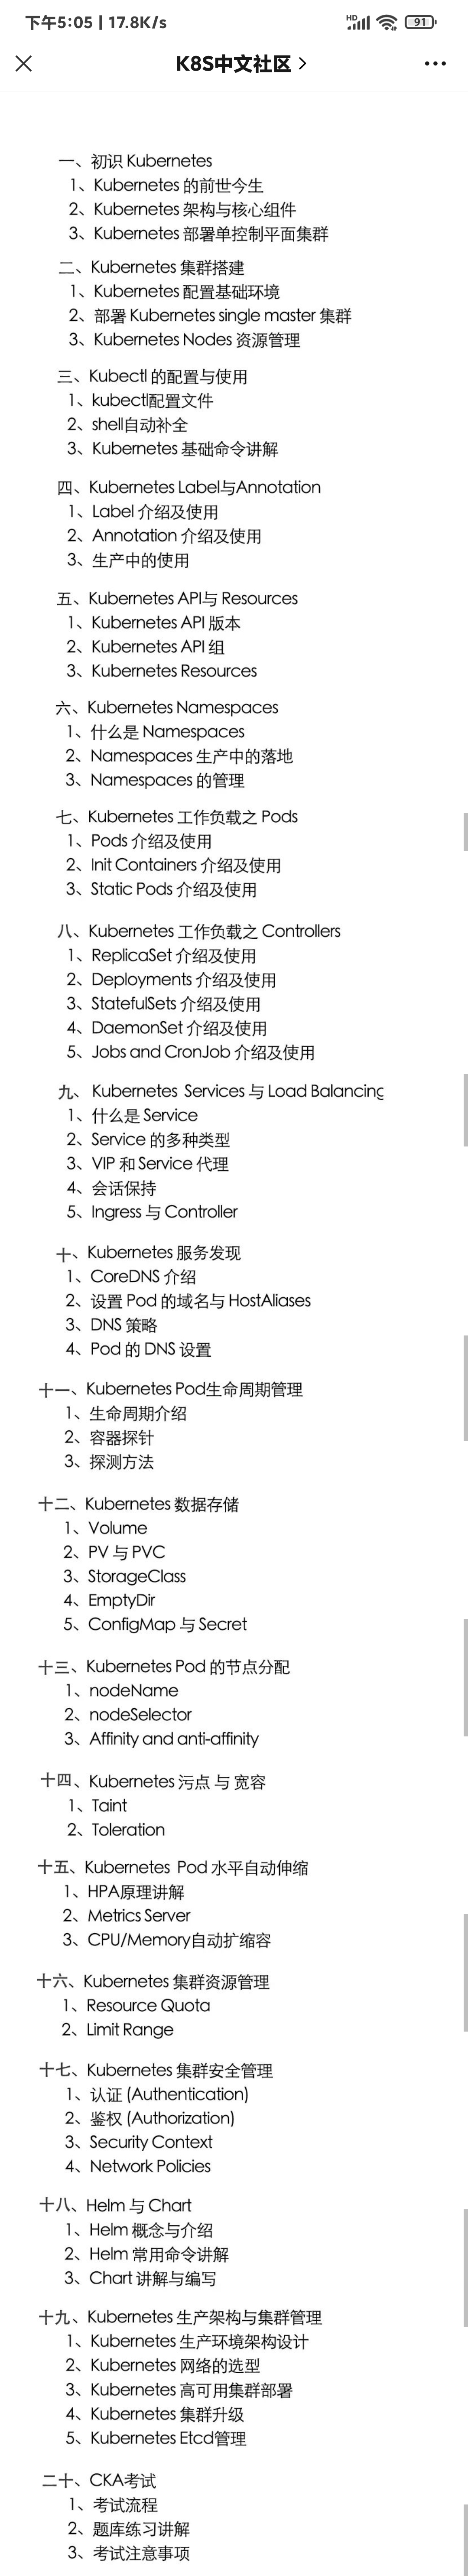 下午5:05 | 17.8K/s
HD
91
K8S中文社区 >
一、初识 Kubernetes
1、Kubernetes 的前世今生
2、Kubernetes 架构与核心组件
3、Kubernetes 部署单控制平面集群
二、Kubernetes 集群搭建
1、Kubernetes 配置基础环境
2、部署 Kubernetes single master 集群
3、Kubernetes Nodes 资源管理
三、Kubectl 的配置与使用
1、kubectl配置文件
2、shell自动补全
3、Kubernetes 基础命令讲解
四、Kubernetes Label与Annotation
1、Label 介绍及使用
2、Annotation 介绍及使用
3、生产中的使用
五、Kubernetes API与 Resources
1、Kubernetes API 版本
2、Kubernetes API 组
3、Kubernetes Resources
六、Kubernetes Namespaces
1、什么是 Namespaces
2、Namespaces 生产中的落地
3、Namespaces 的管理
七、Kubernetes 工作负载之 Pods
1、Pods 介绍及使用
2、Init Containers 介绍及使用
3、Static Pods 介绍及使用
八、Kubernetes 工作负载之 Controllers
1、ReplicaSet 介绍及使用
2、Deployments 介绍及使用
3、StatefulSets 介绍及使用
4、DaemonSet 介绍及使用
5、Jobs and CronJob 介绍及使用
九、 Kubernetes Services 与 Load Balancing
1、什么是 Service
2、Service 的多种类型
3、VIP 和 Service 代理
4、会话保持
5、Ingress 与 Controller
十、Kubernetes 服务发现
1、CoreDNS 介绍
2、设置 Pod 的域名与 HostAliases
3、DNS 策略
4、Pod 的 DNS 设置
十一、Kubernetes Pod生命周期管理
1、生命周期介绍
2、容器探针
3、探测方法
十二、Kubernetes 数据存储
1、Volume
2、PV 与 PVC
3、StorageClass
4、EmptyDir
5、ConfigMap 与 Secret
十三、Kubernetes Pod 的节点分配
1、nodeName
2、nodeSelector
3、Affinity and anti-affinity
十四、Kubernetes 污点 与 宽容
1、Taint
2、Toleration
十五、Kubernetes Pod 水平自动伸缩
1、HPA原理讲解
2、Metrics Server
3、CPU/Memory自动扩缩容
十六、Kubernetes 集群资源管理
1、Resource Quota
2、Limit Range
十七、Kubernetes 集群安全管理
1、认证 (Authentication)
2、鉴权 (Authorization)
3、Security Context
4、Network Policies
十八、Helm 与 Chart
1、Helm 概念与介绍
2、Helm 常用命令讲解
3、Chart 讲解与编写
十九、Kubernetes 生产架构与集群管理
1、Kubernetes 生产环境架构设计
2、Kubernetes 网络的选型
3、Kubernetes 高可用集群部署
4、Kubernetes 集群升级
5、Kubernetes Etcd管理
二十、CKA考试
1、考试流程
2、题库练习讲解
3、考试注意事项